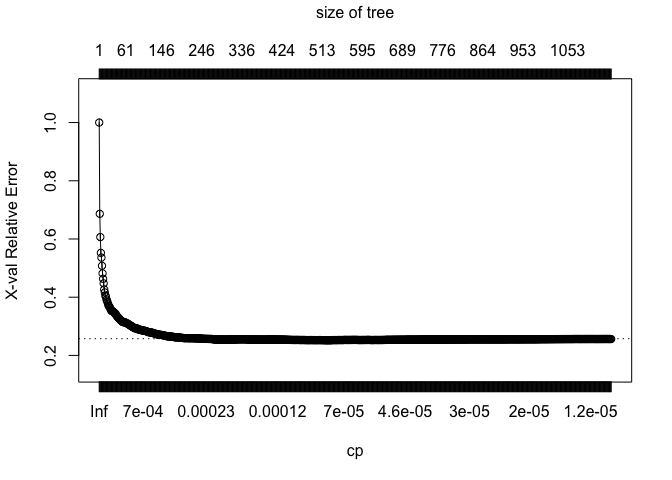 size of tree
1 61 146 246 336 424 513 595 689 776 864 953 1053
X-val Relative Error
1.0
0.8
0.6
0.4
0.2
Inf 7e-04 0.00023 0.00012 7e-05 4.6e-05 3e-05 2e-05 1.2e-05
cp